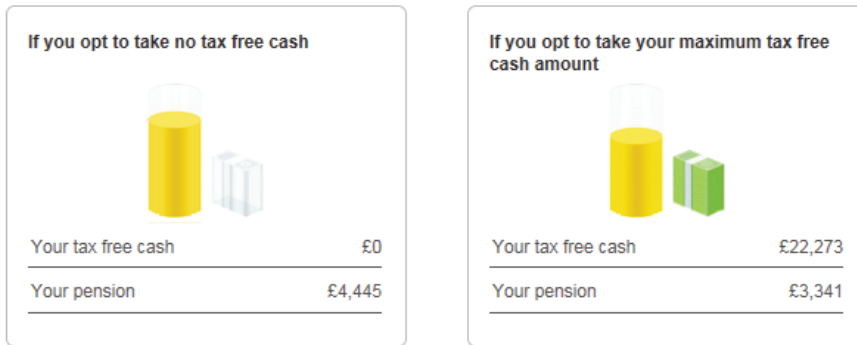 If you opt to take no tax free cash
Your tax free cash £0
Your pension £4,445
If you opt to take your maximum tax free
cash amount
Your tax free cash £22,273
Your pension £3,341